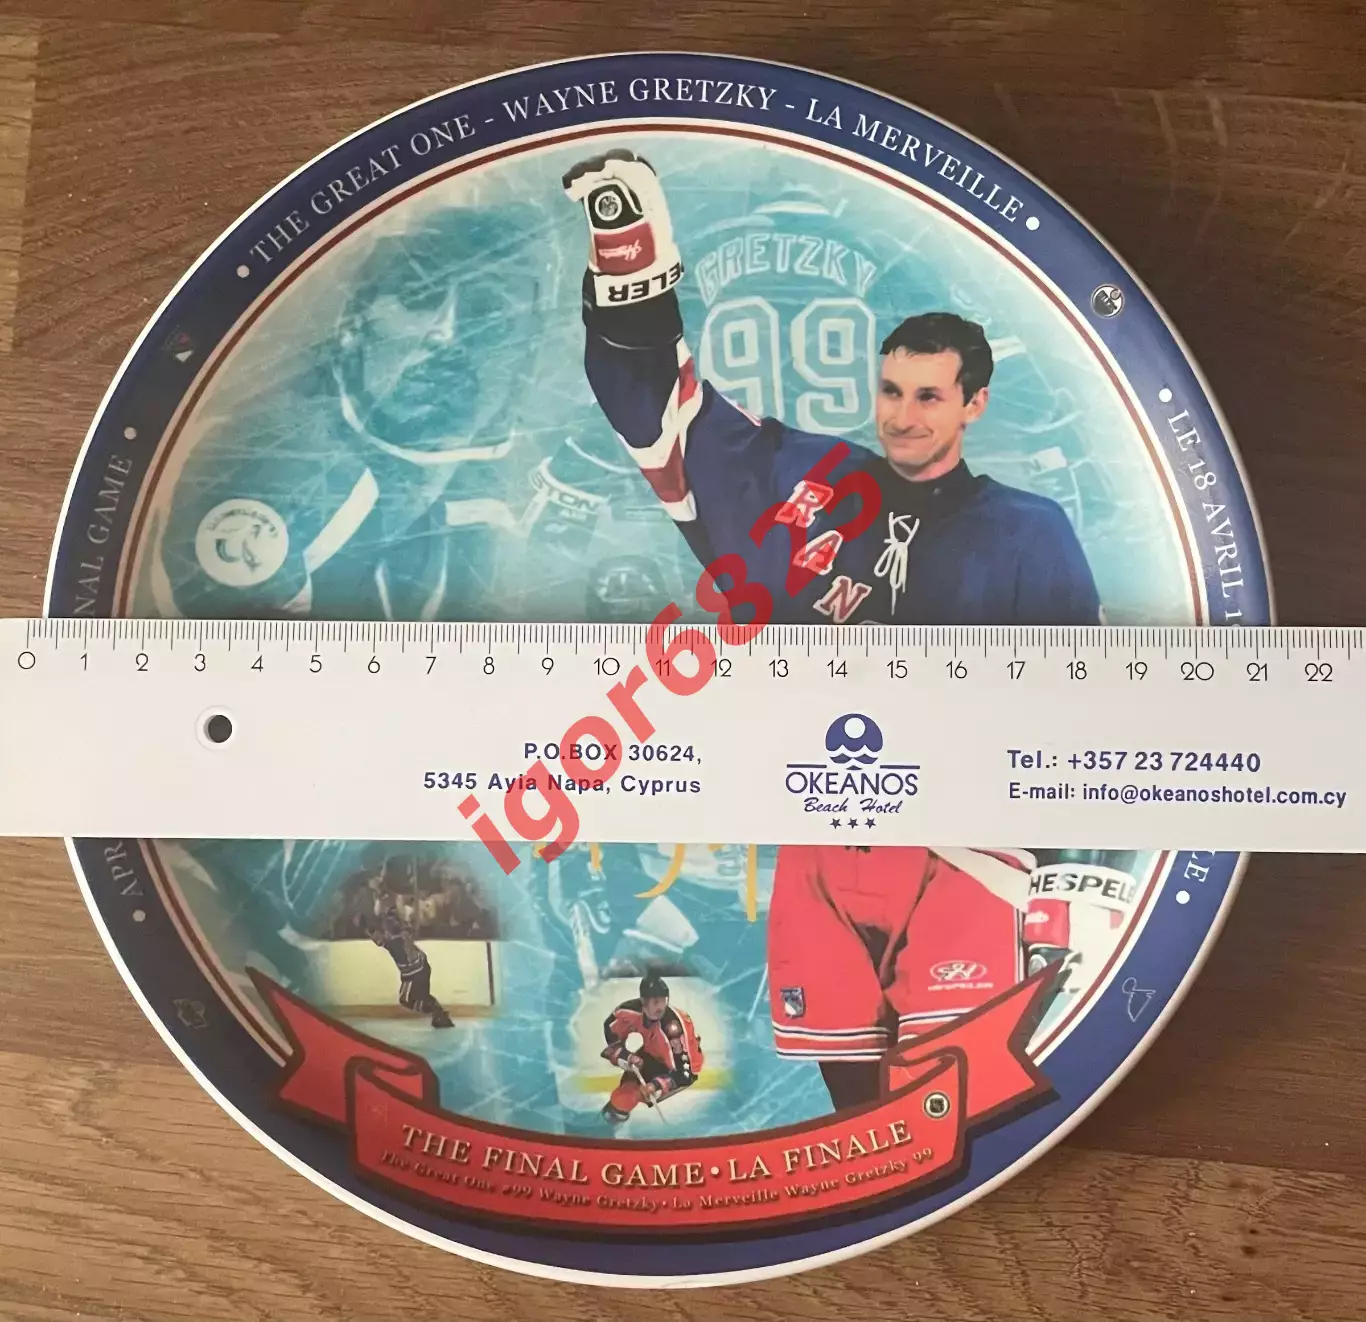 THE GREAT ONE - WAYNE GRETZKY - LA MERVEILLE
GRETZKY
99
LE 18 AVRIL
GAME
RAN
0 1 2 3 4 5 6 7 8 9 10 11 12 13 14 15 16 17 18 19 20 21 22
P.O.BOX 30624,
5345 Ayia Napa, Cyprus
OKEANOS
Beach Hotel
Tel.: +357 23 724440
E-mail: info@okeanoshotel.com.cy
igor6825
APR
HESPEL
THE FINAL GAME • LA FINALE
The Great One #99 Wayne Gretzky • La Merveille Wayne Gretzky 99